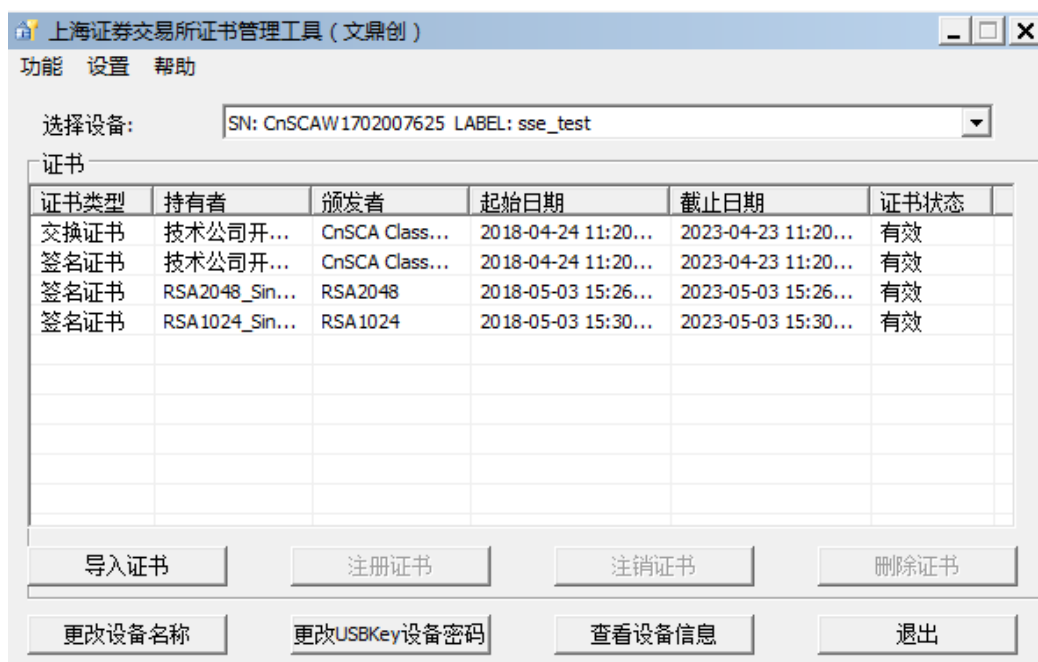 上海证券交易所证书管理工具（文鼎创）
功能 设置 帮助
选择设备: SN: CnSCAW1702007625 LABEL: sse_test
证书
证书类型 持有者 颁发者 起始日期 截止日期 证书状态
交换证书 技术公司开... CnSCA Class... 2018-04-24 11:20... 2023-04-23 11:20... 有效
签名证书 技术公司开... CnSCA Class... 2018-04-24 11:20... 2023-04-23 11:20... 有效
签名证书 RSA2048_Sin... RSA2048 2018-05-03 15:26... 2023-05-03 15:26... 有效
签名证书 RSA1024_Sin... RSA1024 2018-05-03 15:30... 2023-05-03 15:30... 有效
导入证书 注册证书 注销证书 删除证书
更改设备名称 更改USBKey设备密码 查看设备信息 退出